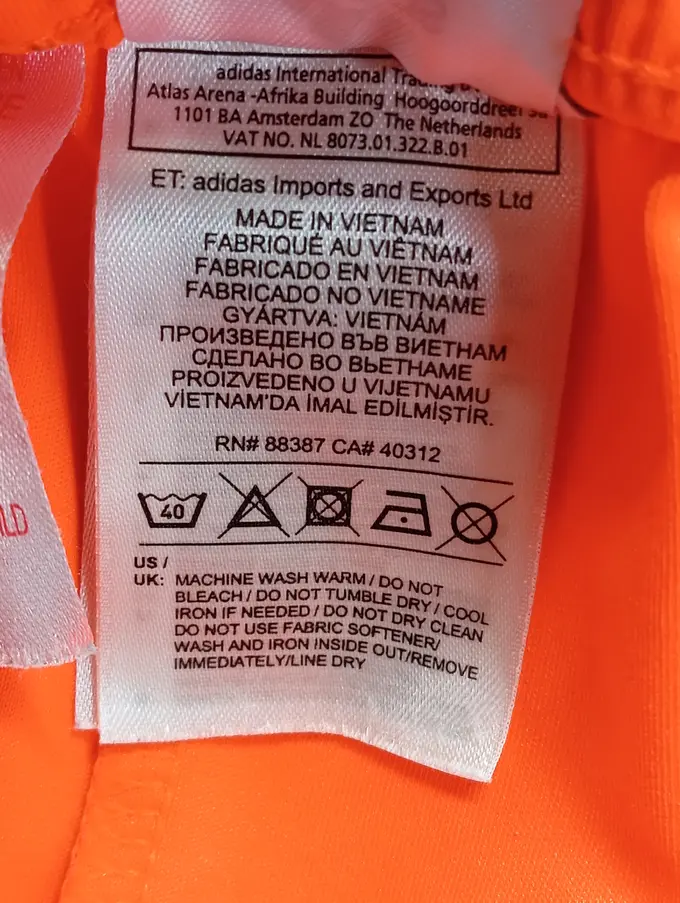 adidas International
Atlas Arena -Afrika Building Hoogoorddreef
1101 BA Amsterdam ZO The Netherlands
VAT NO. NL 8073.01.322.B.01
ET: adidas Imports and Exports Ltd
MADE IN VIETNAM
FABRIQUÉ AU VIÊTNAM
FABRICADO EN VIETNAM
FABRICADO NO VIETNAME
GYÁRTVA: VIETNÁM
ПРОИЗВЕДЕНО ВЪВ ВИЕТНАМ
СДЕЛАНО ВО ВЬЕТНАМЕ
PROIZVEDENO U VIJETNAMU
VİETNAM'DA İMAL EDİLMİŞTİR.
RN# 88387 CA# 40312
40
US /
UK: MACHINE WASH WARM / DO NOT
BLEACH / DO NOT TUMBLE DRY / COOL
IRON IF NEEDED / DO NOT DRY CLEAN
DO NOT USE FABRIC SOFTENER/
WASH AND IRON INSIDE OUT/REMOVE
IMMEDIATELY/LINE DRY